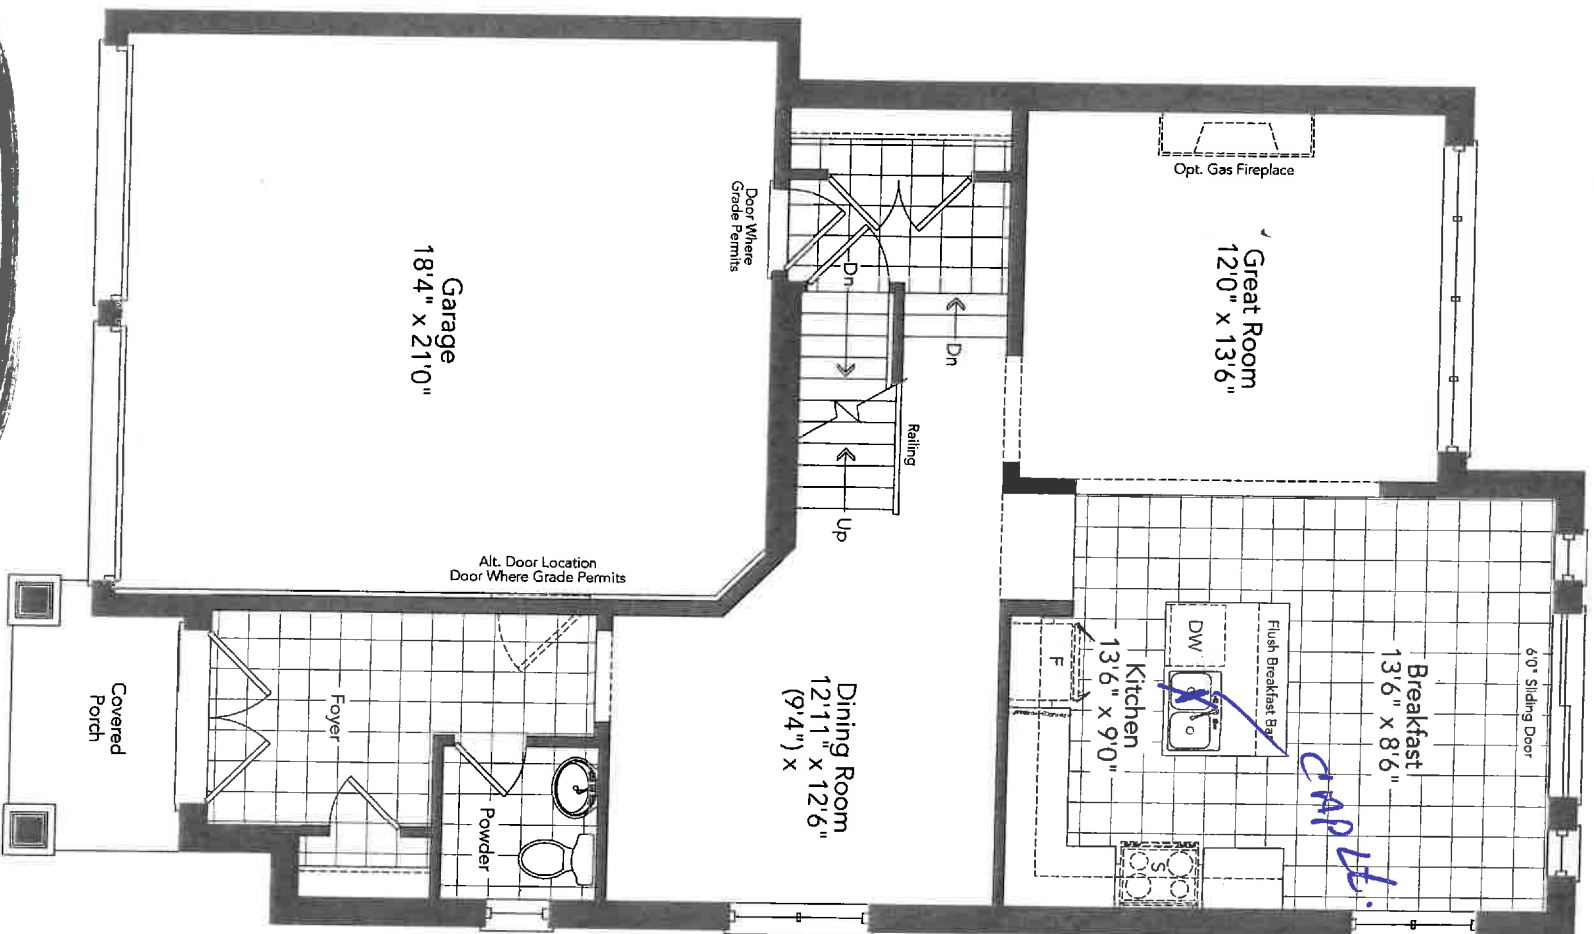 Opt. Gas Fireplace
Great Room
12'0" x 13'6"
6'0" Sliding Door
Breakfast
13'6" x 8'6"
Flush Breakfast Bar
DW
CAP Lt.
Kitchen
13'6" x 9'0"
F
S
Dn
Dn
Railing
Up
Door Where
Grade Permits
Dining Room
12'11" x 12'6"
(9'4") x
Garage
18'4" x 21'0"
Alt. Door Location
Door Where Grade Permits
Powder
Foyer
Covered
Porch